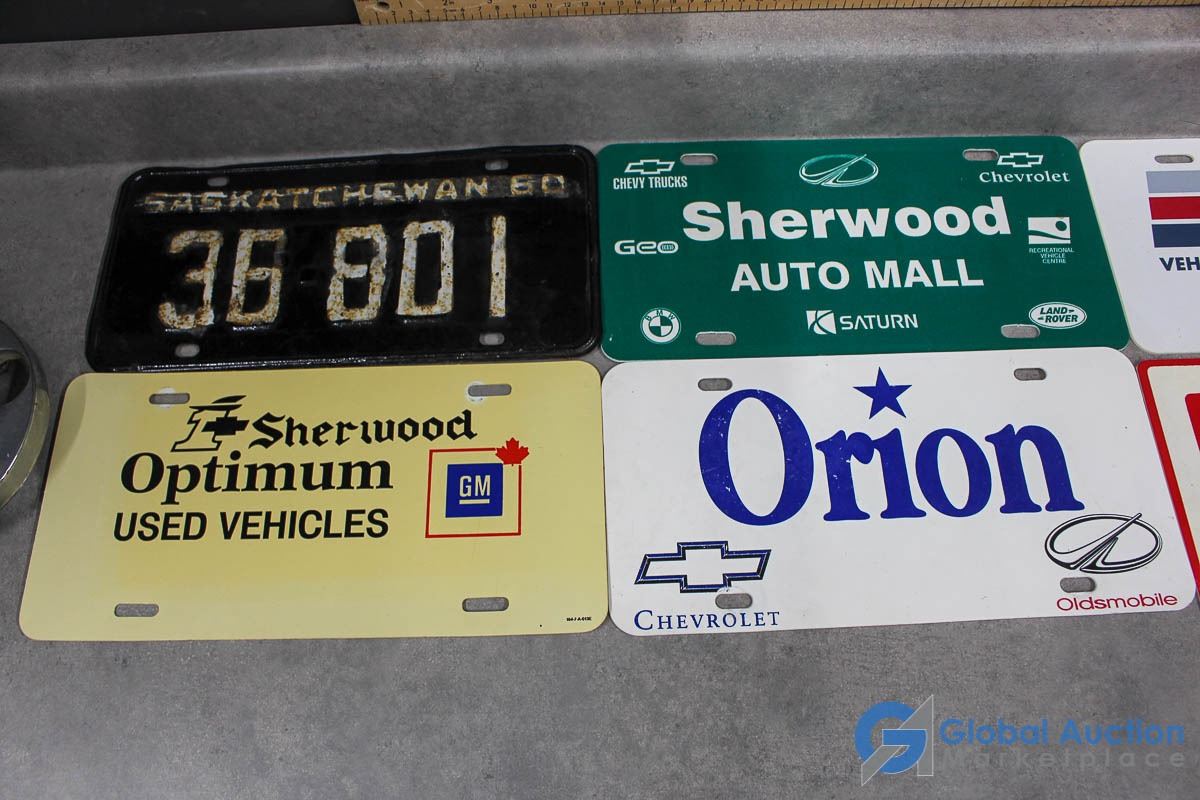 SASKATCHEWAN 60
36-801
CHEVY TRUCKS
Chevrolet
Sherwood
GEO
RECREATIONAL
VEHICLE
CENTRE
AUTO MALL
BMW
SATURN
LAND-
ROVER
VEH
Sherwood
Optimum
USED VEHICLES
GM
Orion
CHEVROLET
Oldsmobile
Global Auction
Marketplace